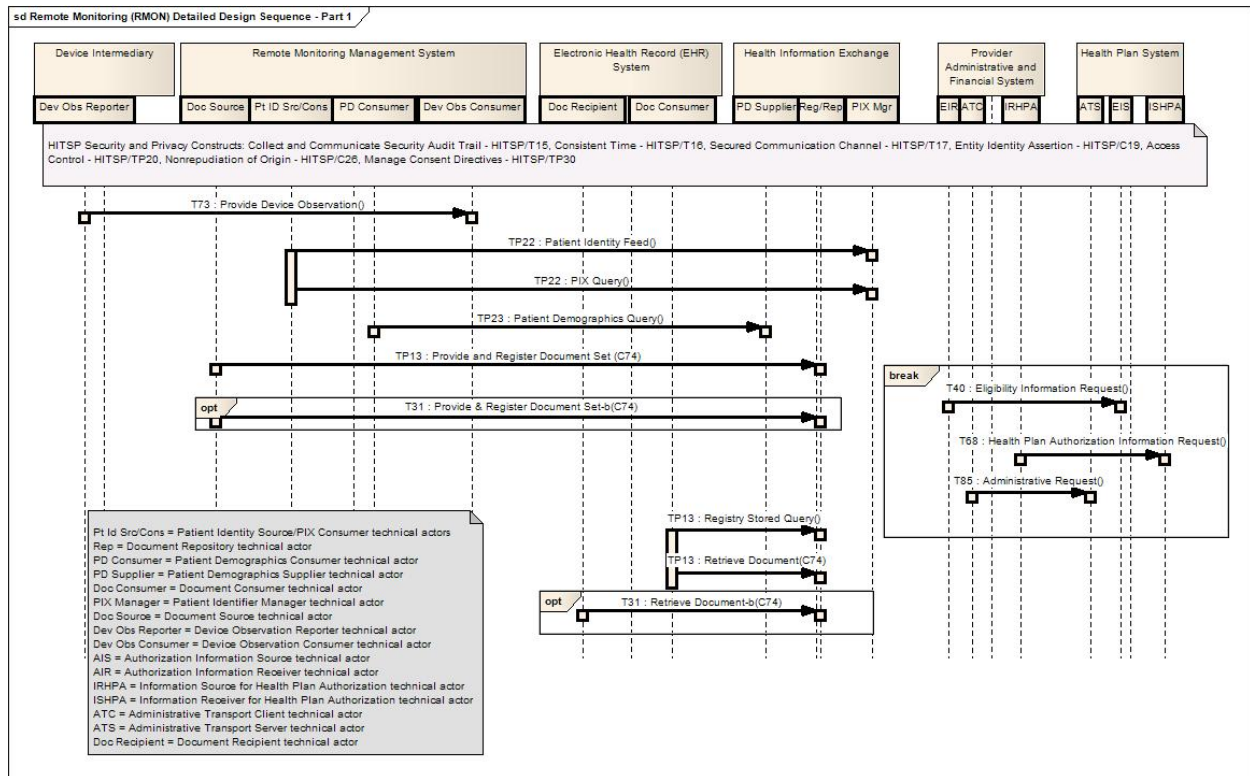 sd Remote Monitoring (RMON) Detailed Design Sequence - Part 1
Device Intermediary
Remote Monitoring Management System
Electronic Health Record (EHR)
System
Health Information Exchange
Provider
Administrative and
Financial System
Health Plan System
Dev Obs Reporter
Doc Source
Pt ID Src/Cons
PD Consumer
Dev Obs Consumer
Doc Recipient
Doc Consumer
PD Supplier
Reg/Rep
PIX Mgr
EIR
ATC
IRHPA
ATS
EIS
ISHPA
HITSP Security and Privacy Constructs: Collect and Communicate Security Audit Trail - HITSP/T15, Consistent Time - HITSP/T16, Secured Communication Channel - HITSP/T17, Entity Identity Assertion - HITSP/C19, Access
Control - HITSP/TP20, Nonrepudiation of Origin - HITSP/C26, Manage Consent Directives - HITSP/TP30
T73 : Provide Device Observation()
TP22 : Patient Identity Feed()
TP22 : PIX Query()
TP23 : Patient Demographics Query()
TP13 : Provide and Register Document Set (C74)
break
T40 : Eligibility Information Request()
opt
T31 : Provide & Register Document Set-b(C74)
T68 : Health Plan Authorization Information Request()
T85 : Administrative Request()
TP13 : Registry Stored Query()
TP13 : Retrieve Document(C74)
opt
T31 : Retrieve Document-b(C74)
Pt Id Src/Cons = Patient Identity Source/PIX Consumer technical actors
Rep = Document Repository technical actor
PD Consumer = Patient Demographics Consumer technical actor
PD Supplier = Patient Demographics Supplier technical actor
Doc Consumer = Document Consumer technical actor
PIX Manager = Patient Identifier Manager technical actor
Doc Source = Document Source technical actor
Dev Obs Reporter = Device Observation Reporter technical actor
Dev Obs Consumer = Device Observation Consumer technical actor
AIS = Authorization Information Source technical actor
AIR = Authorization Information Receiver technical actor
IRHPA = Information Source for Health Plan Authorization technical actor
ISHPA = Information Receiver for Health Plan Authorization technical actor
ATC = Administrative Transport Client technical actor
ATS = Administrative Transport Server technical actor
Doc Recipient = Document Recipient technical actor